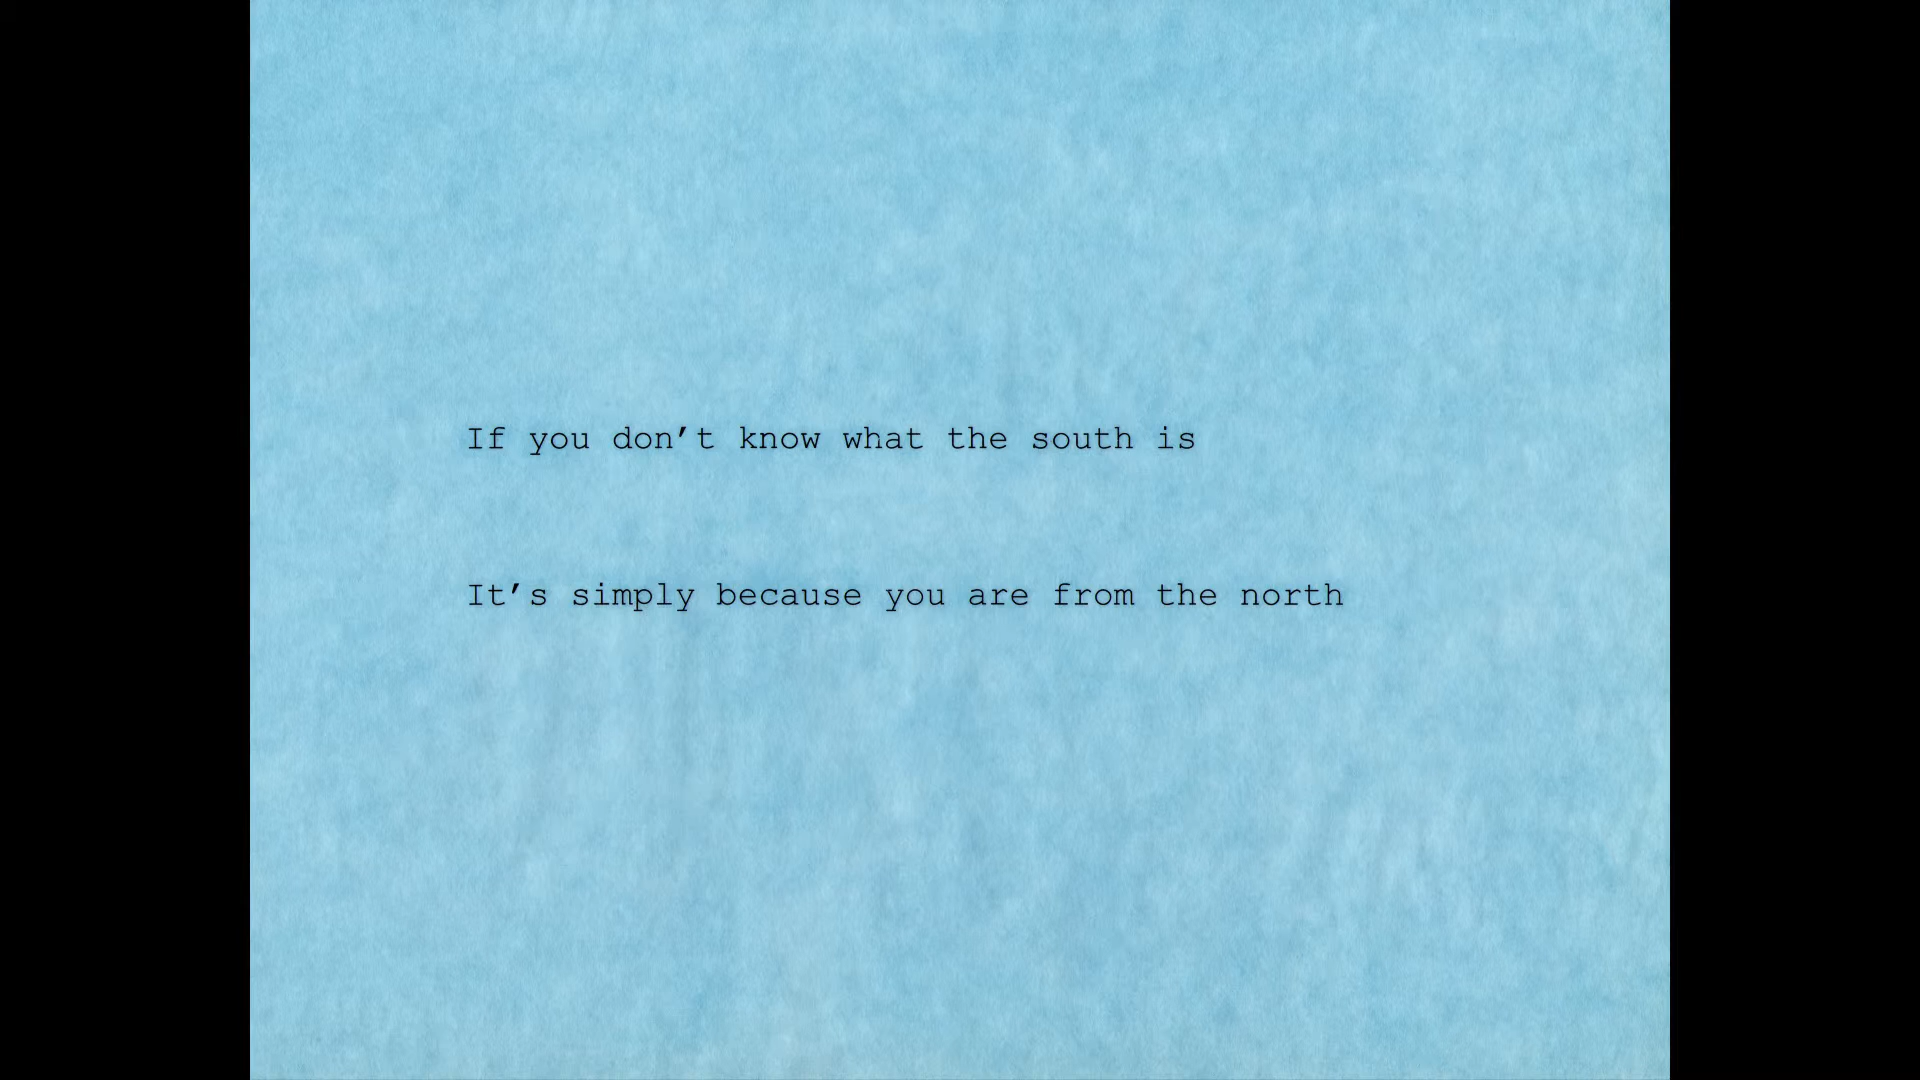 If you don’t know what the south is
It’s simply because you are from the north